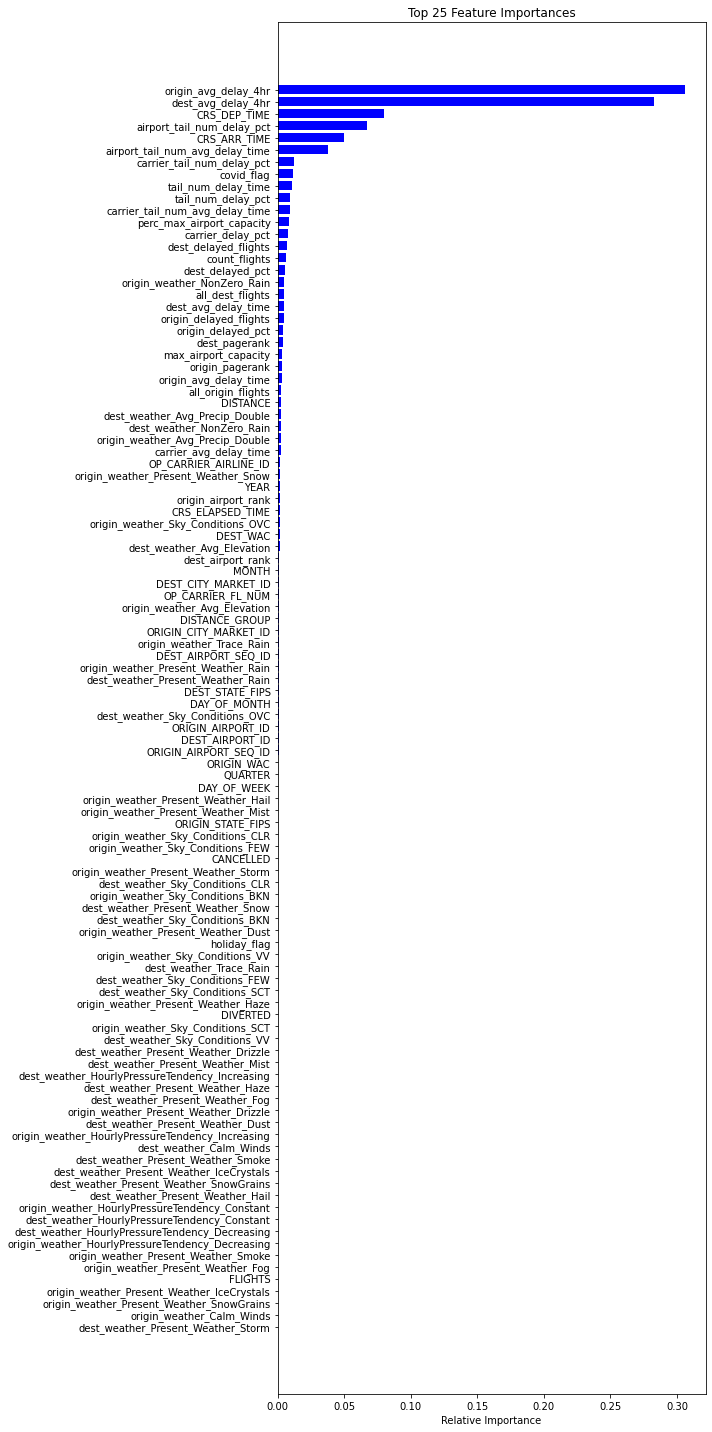 Top 25 Feature Importances
origin_avg_delay_4hr
dest_avg_delay_4hr
CRS_DEP_TIME
airport_tail_num_delay_pct
CRS_ARR_TIME
airport_tail_num_avg_delay_time
carrier_tail_num_delay_pct
covid_flag
tail_num_delay_time
tail_num_delay_pct
carrier_tail_num_avg_delay_time
perc_max_airport_capacity
carrier_delay_pct
dest_delayed_flights
count_flights
dest_delayed_pct
origin_weather_NonZero_Rain
all_dest_flights
dest_avg_delay_time
origin_delayed_flights
origin_delayed_pct
dest_pagerank
max_airport_capacity
origin_pagerank
origin_avg_delay_time
all_origin_flights
DISTANCE
dest_weather_Avg_Precip_Double
dest_weather_NonZero_Rain
origin_weather_Avg_Precip_Double
carrier_avg_delay_time
OP_CARRIER_AIRLINE_ID
origin_weather_Present_Weather_Snow
YEAR
origin_airport_rank
CRS_ELAPSED_TIME
origin_weather_Sky_Conditions_OVC
DEST_WAC
dest_weather_Avg_Elevation
dest_airport_rank
MONTH
DEST_CITY_MARKET_ID
OP_CARRIER_FL_NUM
origin_weather_Avg_Elevation
DISTANCE_GROUP
ORIGIN_CITY_MARKET_ID
origin_weather_Trace_Rain
DEST_AIRPORT_SEQ_ID
origin_weather_Present_Weather_Rain
dest_weather_Present_Weather_Rain
DEST_STATE_FIPS
DAY_OF_MONTH
dest_weather_Sky_Conditions_OVC
ORIGIN_AIRPORT_ID
DEST_AIRPORT_ID
ORIGIN_AIRPORT_SEQ_ID
ORIGIN_WAC
QUARTER
DAY_OF_WEEK
origin_weather_Present_Weather_Hail
origin_weather_Present_Weather_Mist
ORIGIN_STATE_FIPS
origin_weather_Sky_Conditions_CLR
origin_weather_Sky_Conditions_FEW
CANCELLED
origin_weather_Present_Weather_Storm
dest_weather_Sky_Conditions_CLR
origin_weather_Sky_Conditions_BKN
dest_weather_Present_Weather_Snow
dest_weather_Sky_Conditions_BKN
origin_weather_Present_Weather_Dust
holiday_flag
origin_weather_Sky_Conditions_VV
dest_weather_Trace_Rain
dest_weather_Sky_Conditions_FEW
dest_weather_Sky_Conditions_SCT
origin_weather_Present_Weather_Haze
DIVERTED
origin_weather_Sky_Conditions_SCT
dest_weather_Sky_Conditions_VV
dest_weather_Present_Weather_Drizzle
dest_weather_Present_Weather_Mist
dest_weather_HourlyPressureTendency_Increasing
dest_weather_Present_Weather_Haze
dest_weather_Present_Weather_Fog
origin_weather_Present_Weather_Drizzle
dest_weather_Present_Weather_Dust
origin_weather_HourlyPressureTendency_Increasing
dest_weather_Calm_Winds
dest_weather_Present_Weather_Smoke
dest_weather_Present_Weather_IceCrystals
dest_weather_Present_Weather_SnowGrains
dest_weather_Present_Weather_Hail
origin_weather_HourlyPressureTendency_Constant
dest_weather_HourlyPressureTendency_Constant
dest_weather_HourlyPressureTendency_Decreasing
origin_weather_HourlyPressureTendency_Decreasing
origin_weather_Present_Weather_Smoke
origin_weather_Present_Weather_Fog
FLIGHTS
origin_weather_Present_Weather_IceCrystals
origin_weather_Present_Weather_SnowGrains
origin_weather_Calm_Winds
dest_weather_Present_Weather_Storm
0.00 0.05 0.10 0.15 0.20 0.25 0.30
Relative Importance